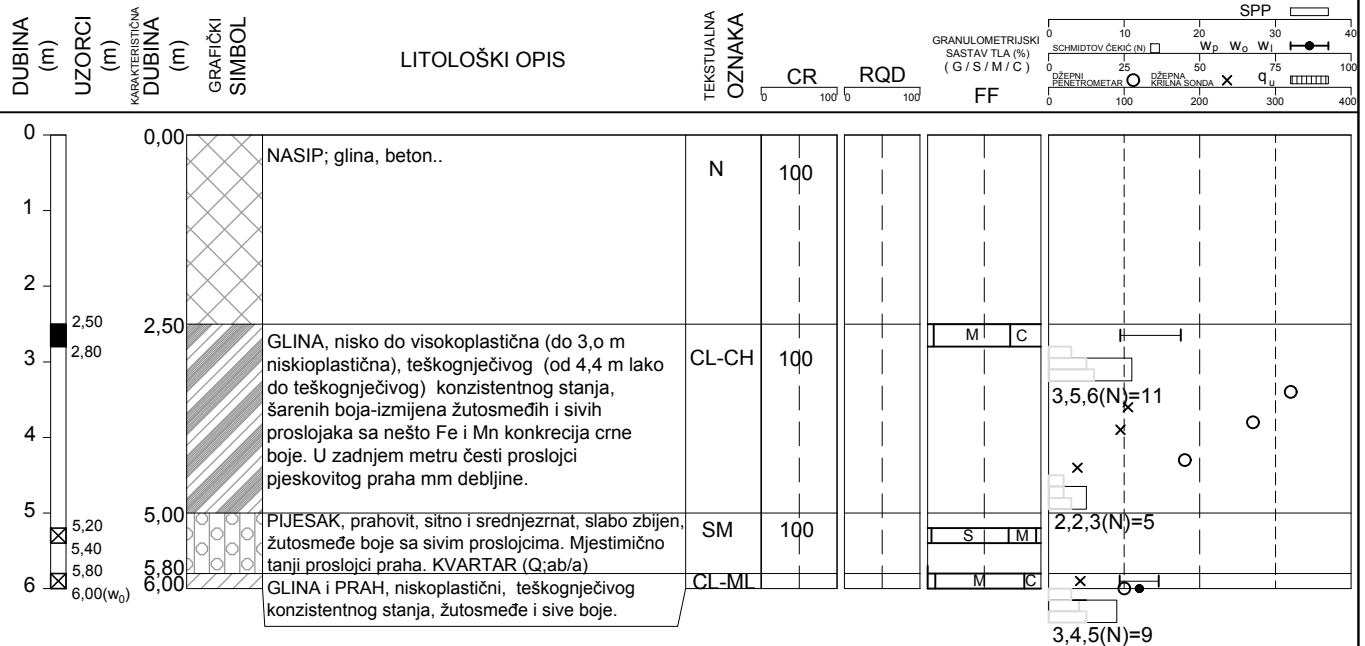 DUBINA (m)
UZORCI (m)
KARAKTERISTIČNA DUBINA (m)
GRAFIČKI SIMBOL
LITOLOŠKI OPIS
TEKSTUALNA OZNAKA
CR
0 100
RQD
0 100
GRANULOMETRIJSKI
SASTAV TLA (%)
( G / S / M / C )
FF
SPP
0 10 20 30 40
SCHMIDTOV ČEKIĆ (N) wp wo wl
0 25 50 75 100
DŽEPNI PENETROMETAR DŽEPNA KRILNA SONDA qu
0 100 200 300 400
0
1
2
3
4
5
6
2,50
2,80
5,20
5,40
5,80
6,00(w0)
0,00
2,50
5,00
5,80
6,00
NASIP; glina, beton..
N
100
GLINA, nisko do visokoplastična (do 3,o m
niskioplastična), teškognječivog (od 4,4 m lako
do teškognječivog) konzistentnog stanja,
šarenih boja-izmijena žutosmeđih i sivih
proslojaka sa nešto Fe i Mn konkrecija crne
boje. U zadnjem metru česti proslojci
pjeskovitog praha mm debljine.
CL-CH
100
M C
3,5,6(N)=11
2,2,3(N)=5
PIJESAK, prahovit, sitno i srednjezrnat, slabo zbijen,
žutosmeđe boje sa sivim proslojcima. Mjestimično
tanji proslojci praha. KVARTAR (Q;ab/a)
SM
100
S M
GLINA i PRAH, niskoplastični, teškognječivog
konzistentnog stanja, žutosmeđe i sive boje.
CL-ML
M C
3,4,5(N)=9